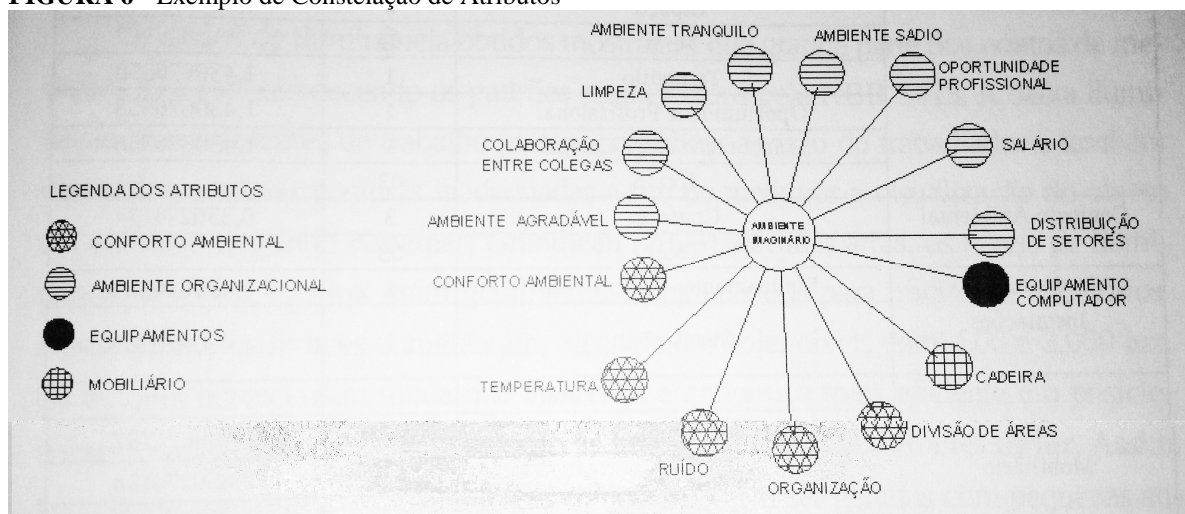 FIGURA 6 - Exemplo de Constelação de Atributos
AMBIENTE TRANQUILO
AMBIENTE SADIO
OPORTUNIDADE
PROFISSIONAL
LIMPEZA
SALÁRIO
COLABORAÇÃO
ENTRE COLEGAS
LEGENDA DOS ATRIBUTOS
AMBIENTE AGRADÁVEL
AMBIENTE
IMAGINÁRIO
DISTRIBUIÇÃO
DE SETORES
CONFORTO AMBIENTAL
CONFORTO AMBIENTAL
AMBIENTE ORGANIZACIONAL
EQUIPAMENTO
COMPUTADOR
EQUIPAMENTOS
MOBILIÁRIO
TEMPERATURA
CADEIRA
DIVISÃO DE ÁREAS
RUÍDO
ORGANIZAÇÃO